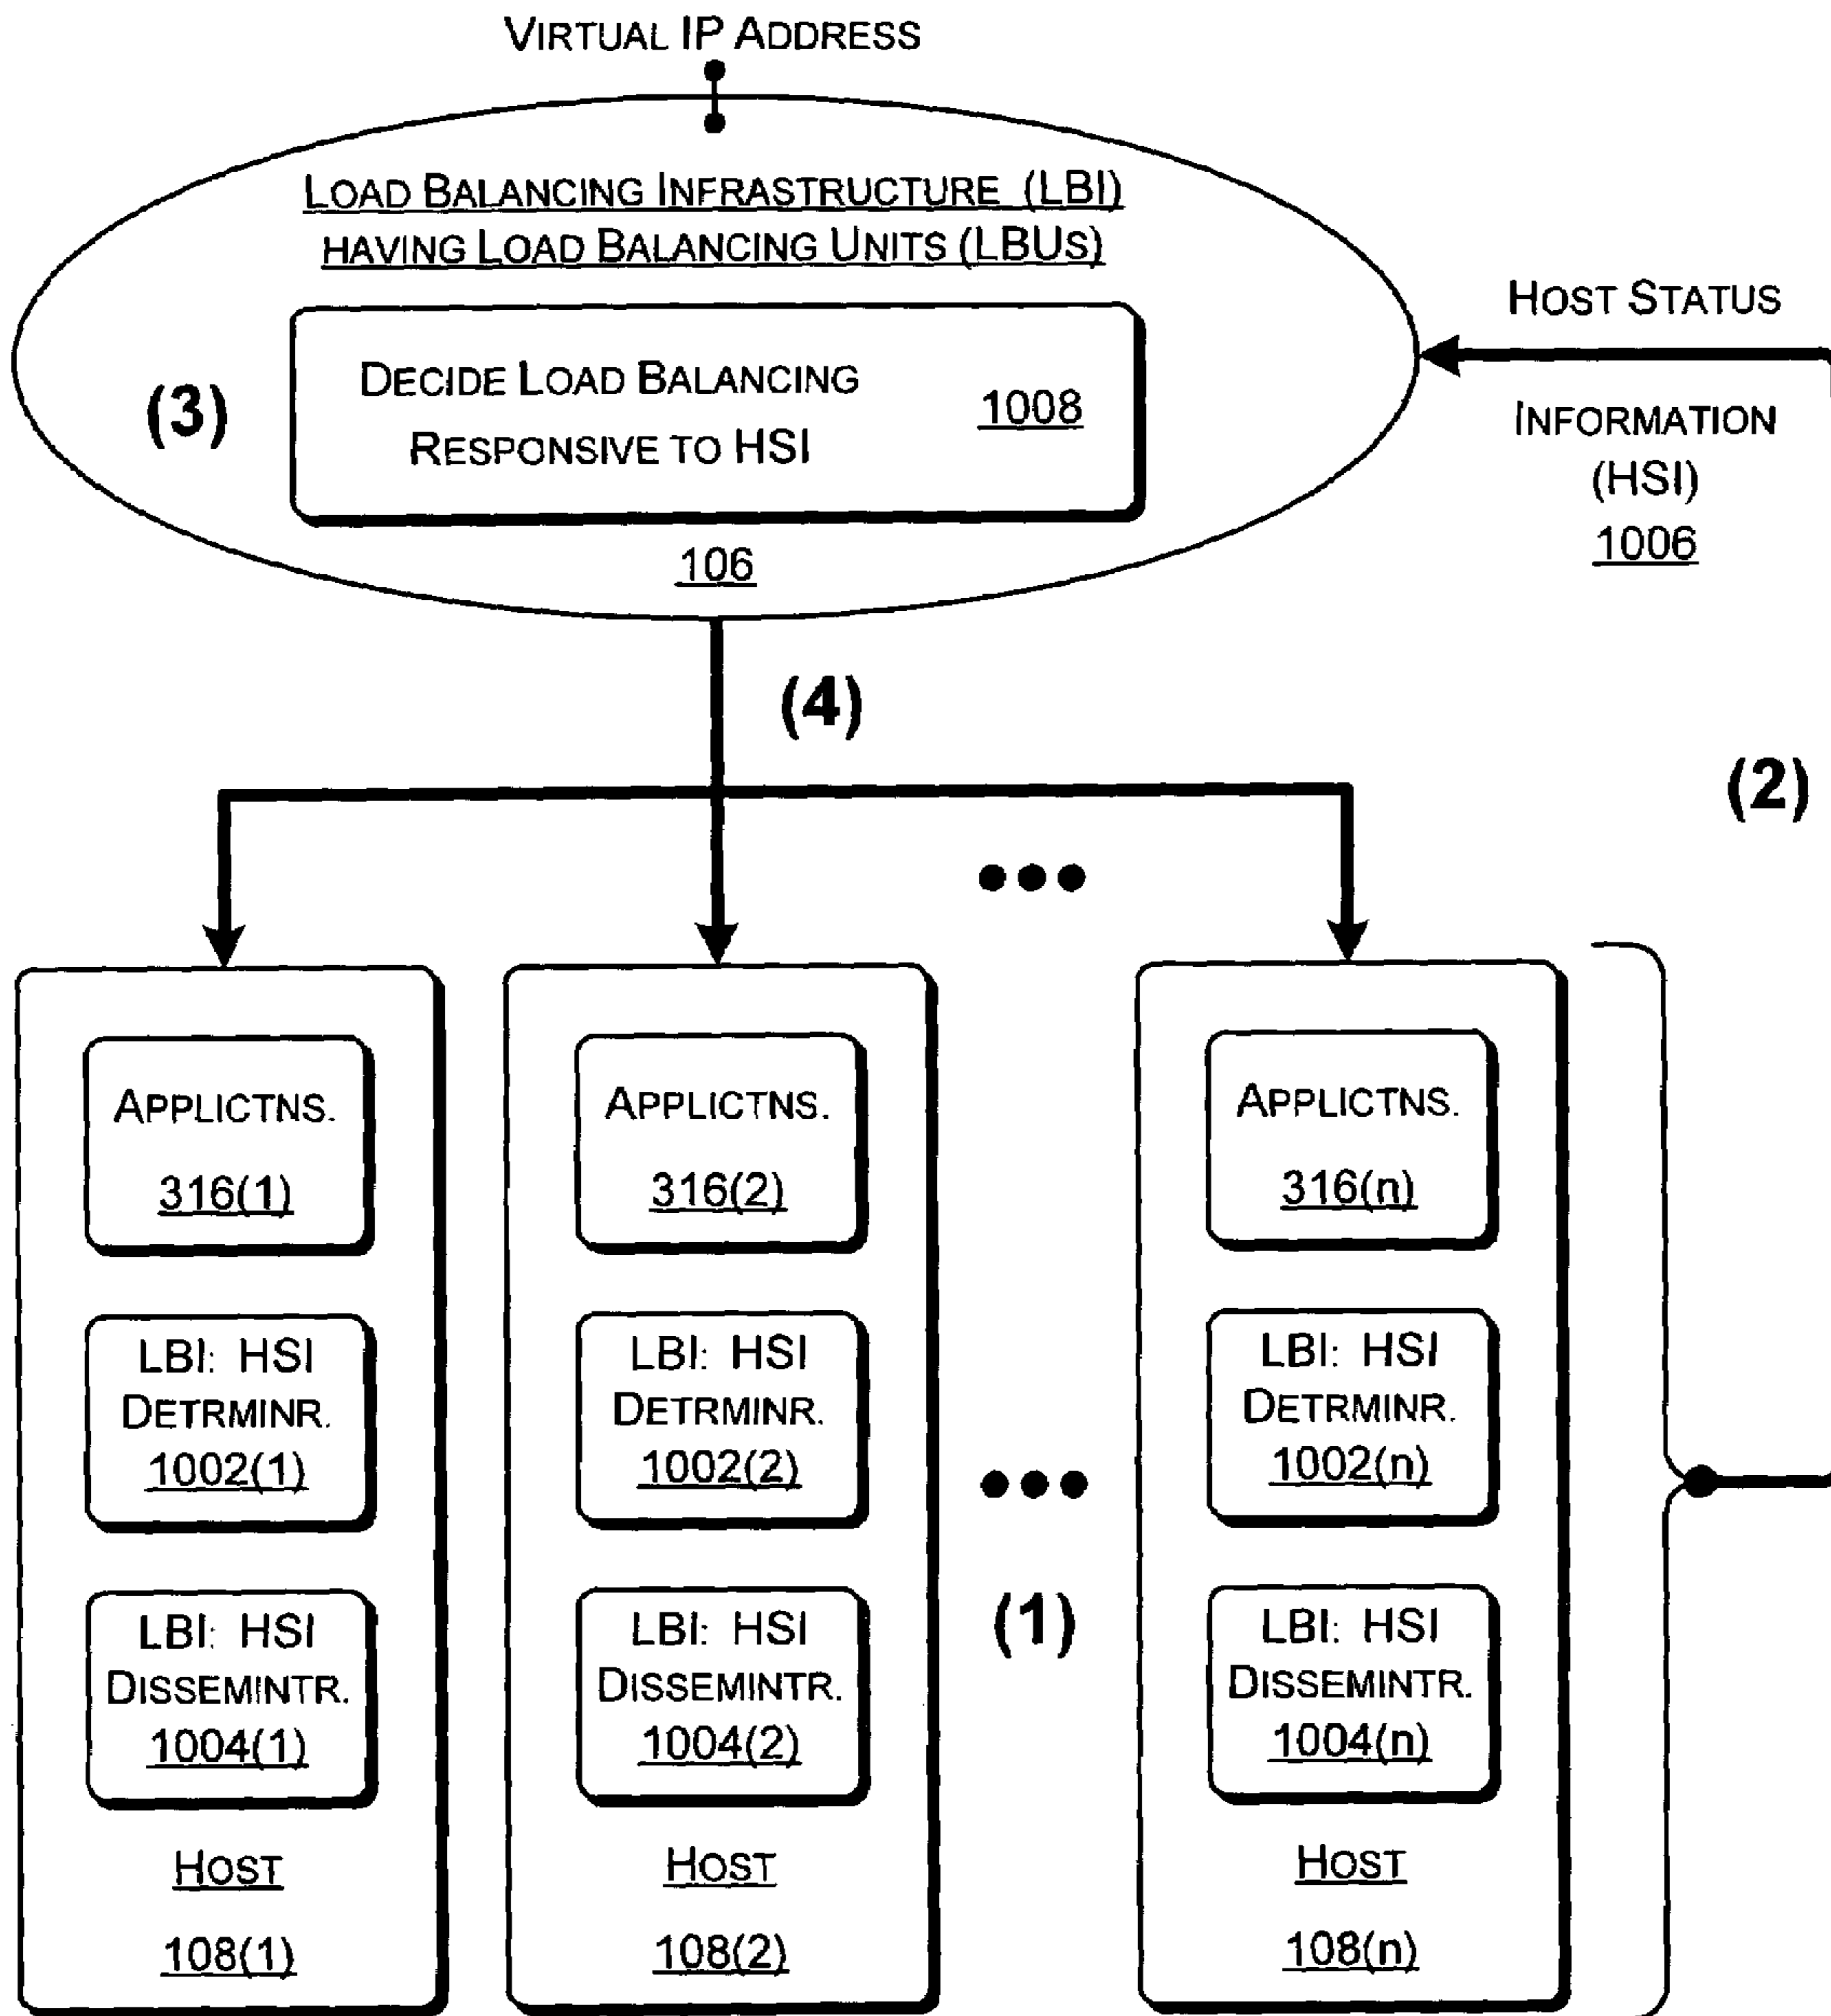 VIRTUAL IP ADDRESS
LOAD BALANCING INFRASTRUCTURE (LBI)
HAVING LOAD BALANCING UNITS (LBUS)
(3)
DECIDE LOAD BALANCING
RESPONSIVE TO HSI
1008
106
HOST STATUS
INFORMATION
(HSI)
1006
(4)
(2)
APPLICTNS.
316(1)
LBI: HSI
DETRMINR.
1002(1)
LBI: HSI
DISSEMINTR.
1004(1)
HOST
108(1)
APPLICTNS.
316(2)
LBI: HSI
DETRMINR.
1002(2)
LBI: HSI
DISSEMINTR.
1004(2)
HOST
108(2)
(1)
APPLICTNS.
316(n)
LBI: HSI
DETRMINR.
1002(n)
LBI: HSI
DISSEMINTR.
1004(n)
HOST
108(n)